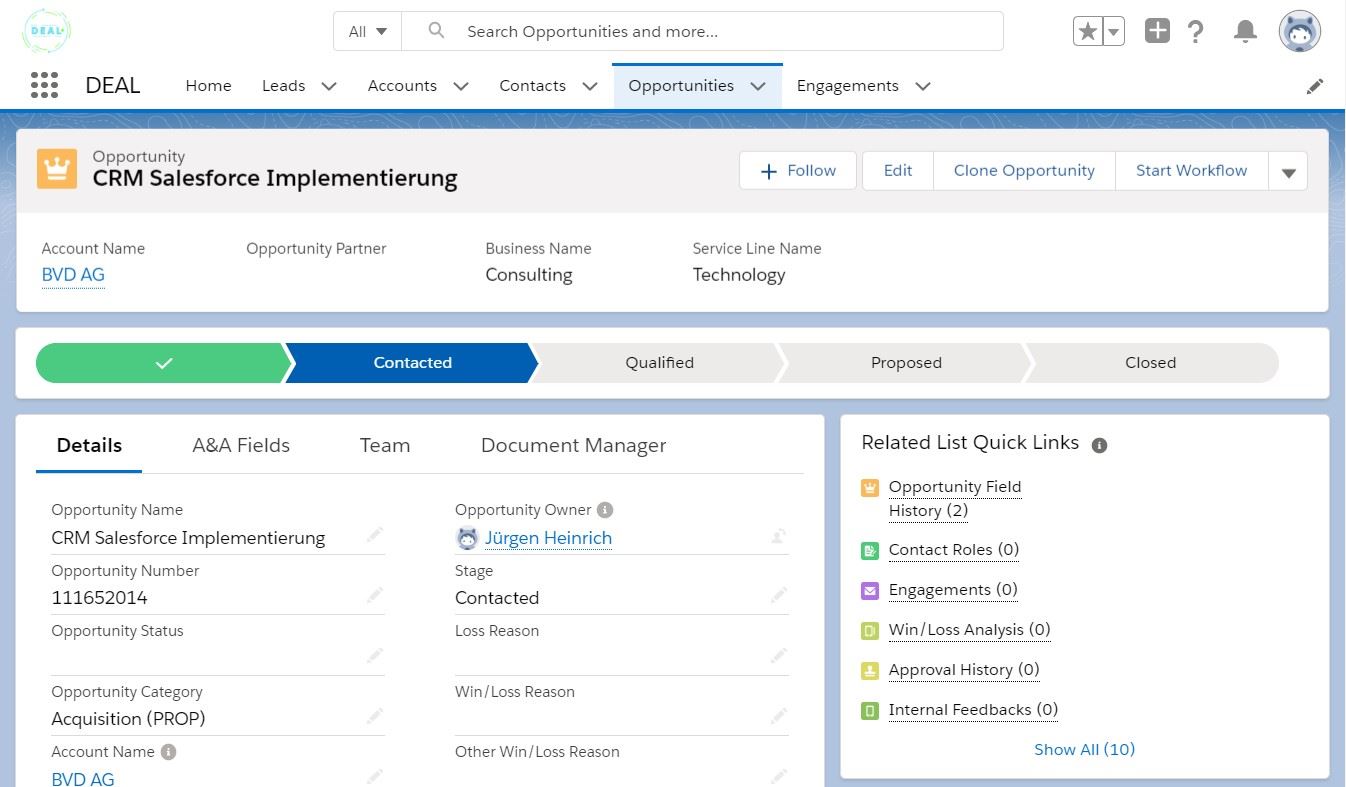 DEAL
All
Search Opportunities and more...
DEAL
Home
Leads
Accounts
Contacts
Opportunities
Engagements
Opportunity
CRM Salesforce Implementierung
+ Follow
Edit
Clone Opportunity
Start Workflow
Account Name
Opportunity Partner
Business Name
Service Line Name
BVD AG
Consulting
Technology
Contacted
Qualified
Proposed
Closed
Details
A&A Fields
Team
Document Manager
Opportunity Name
CRM Salesforce Implementierung
Opportunity Number
111652014
Opportunity Status
Opportunity Category
Acquisition (PROP)
Account Name
BVD AG
Opportunity Owner
Jürgen Heinrich
Stage
Contacted
Loss Reason
Win/Loss Reason
Other Win/Loss Reason
Related List Quick Links
Opportunity Field
History (2)
Contact Roles (0)
Engagements (0)
Win/Loss Analysis (0)
Approval History (0)
Internal Feedbacks (0)
Show All (10)